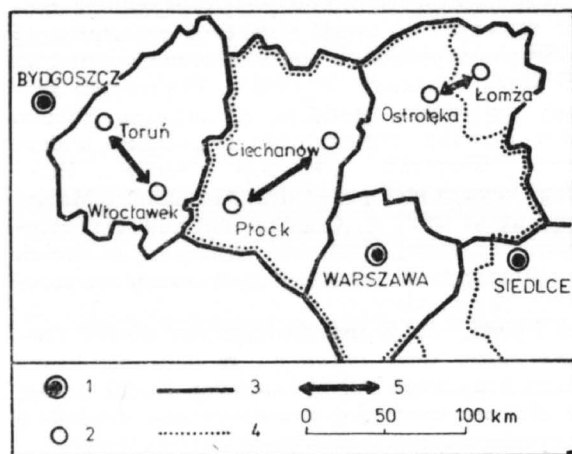 BYDGOSZCZ
Toruń
Włocławek
Ciechanów
Płock
Ostrołęka
Łomża
WARSZAWA
SIEDLCE
1
3
5
2
4
0 50 100 km